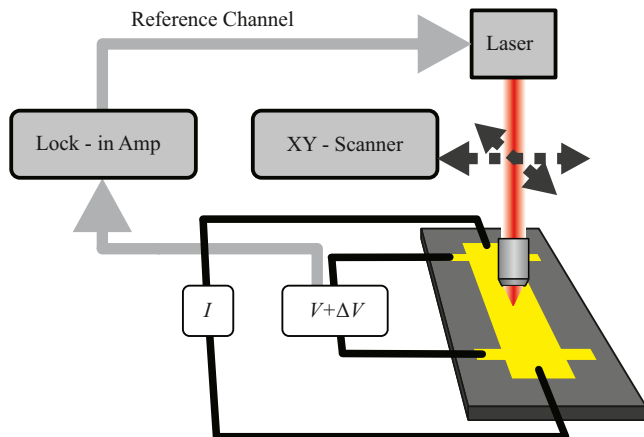 Reference Channel
Laser
Lock - in Amp
XY - Scanner
I
V+ΔV